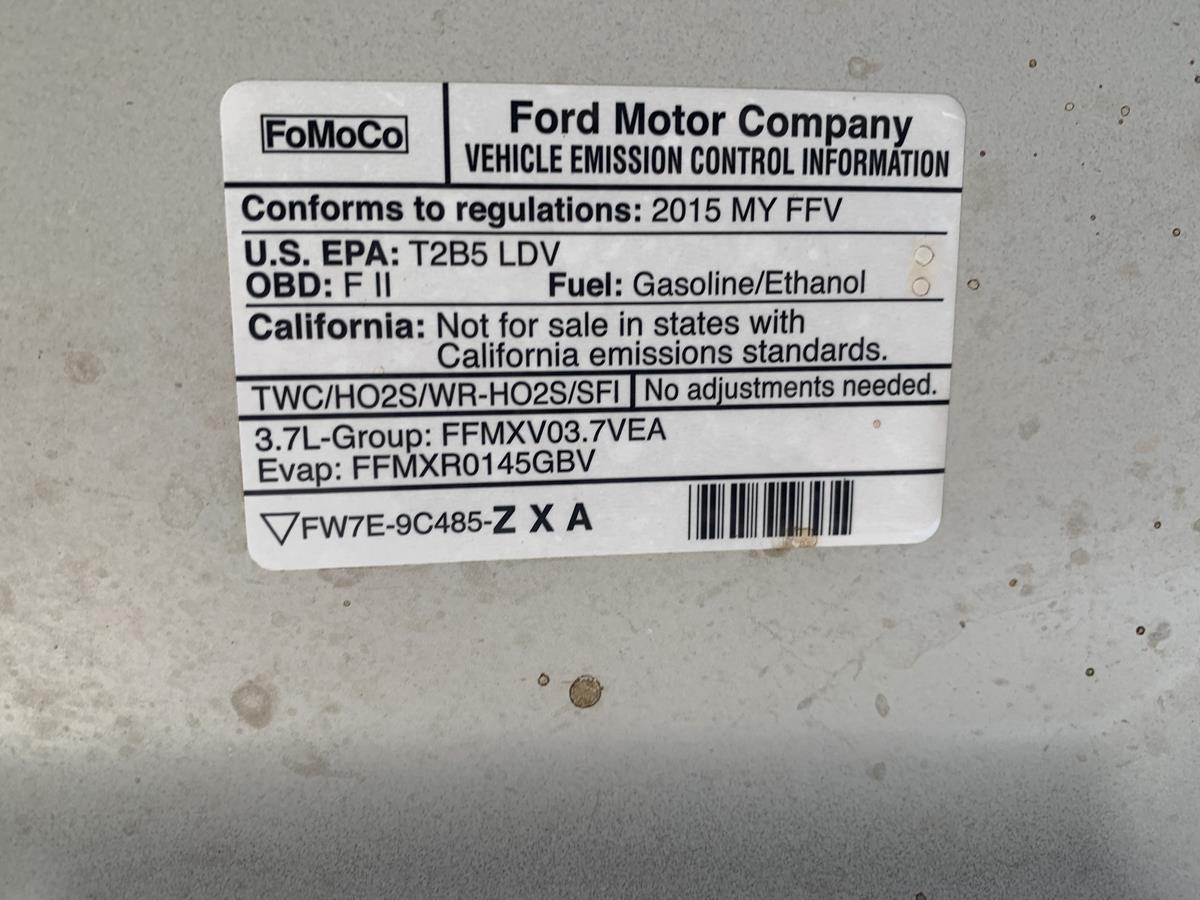 FoMoCo
Ford Motor Company
VEHICLE EMISSION CONTROL INFORMATION
Conforms to regulations: 2015 MY FFV
U.S. EPA: T2B5 LDV
OBD: F II Fuel: Gasoline/Ethanol
California: Not for sale in states with
California emissions standards.
TWC/HO2S/WR-HO2S/SFI No adjustments needed.
3.7L-Group: FFMXV03.7VEA
Evap: FFMXR0145GBV
FW7E-9C485-Z X A